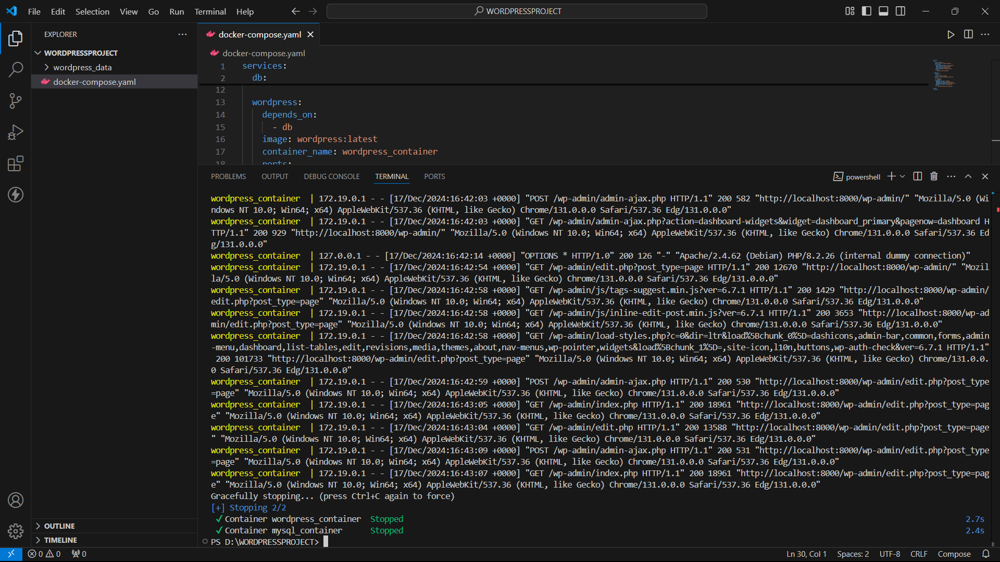 File Edit Selection View Go Run Terminal Help
WORDPRESSPROJECT
EXPLORER
WORDPRESSPROJECT
wordpress_data
docker-compose.yaml
OUTLINE
TIMELINE
docker-compose.yaml
docker-compose.yaml
1 services:
2 db:
12
13 wordpress:
14 depends_on:
15 - db
16 image: wordpress:latest
17 container_name: wordpress_container
18 ports:
PROBLEMS OUTPUT DEBUG CONSOLE TERMINAL PORTS
powershell
wordpress_container | 172.19.0.1 - - [17/Dec/2024:16:42:03 +0000] "POST /wp-admin/admin-ajax.php HTTP/1.1" 200 582 "http://localhost:8000/wp-admin/" "Mozilla/5.0 (Wi
ndows NT 10.0; Win64; x64) AppleWebKit/537.36 (KHTML, like Gecko) Chrome/131.0.0.0 Safari/537.36 Edg/131.0.0.0"
wordpress_container | 172.19.0.1 - - [17/Dec/2024:16:42:03 +0000] "GET /wp-admin/admin-ajax.php?action=dashboard-widgets&widget=dashboard_primary&pagenow=dashboard H
TTP/1.1" 200 929 "http://localhost:8000/wp-admin/" "Mozilla/5.0 (Windows NT 10.0; Win64; x64) AppleWebKit/537.36 (KHTML, like Gecko) Chrome/131.0.0.0 Safari/537.36 Ed
g/131.0.0.0"
wordpress_container | 127.0.0.1 - - [17/Dec/2024:16:42:14 +0000] "OPTIONS * HTTP/1.0" 200 126 "-" "Apache/2.4.62 (Debian) PHP/8.2.26 (internal dummy connection)"
wordpress_container | 172.19.0.1 - - [17/Dec/2024:16:42:54 +0000] "GET /wp-admin/edit.php?post_type=page HTTP/1.1" 200 12670 "http://localhost:8000/wp-admin/" "Mozil
la/5.0 (Windows NT 10.0; Win64; x64) AppleWebKit/537.36 (KHTML, like Gecko) Chrome/131.0.0.0 Safari/537.36 Edg/131.0.0.0"
wordpress_container | 172.19.0.1 - - [17/Dec/2024:16:42:58 +0000] "GET /wp-admin/js/tags-suggest.min.js?ver=6.7.1 HTTP/1.1" 200 1429 "http://localhost:8000/wp-admin/
edit.php?post_type=page" "Mozilla/5.0 (Windows NT 10.0; Win64; x64) AppleWebKit/537.36 (KHTML, like Gecko) Chrome/131.0.0.0 Safari/537.36 Edg/131.0.0.0"
wordpress_container | 172.19.0.1 - - [17/Dec/2024:16:42:58 +0000] "GET /wp-admin/js/inline-edit-post.min.js?ver=6.7.1 HTTP/1.1" 200 3653 "http://localhost:8000/wp-ad
min/edit.php?post_type=page" "Mozilla/5.0 (Windows NT 10.0; Win64; x64) AppleWebKit/537.36 (KHTML, like Gecko) Chrome/131.0.0.0 Safari/537.36 Edg/131.0.0.0"
wordpress_container | 172.19.0.1 - - [17/Dec/2024:16:42:58 +0000] "GET /wp-admin/load-styles.php?c=0&dir=ltr&load%5Bchunk_0%5D=dashicons,admin-bar,common,forms,admin
-menu,dashboard,list-tables,edit,revisions,media,themes,about,nav-menus,wp-pointer,widgets&load%5Bchunk_1%5D=,site-icon,l10n,buttons,wp-auth-check&ver=6.7.1 HTTP/1.1"
200 101733 "http://localhost:8000/wp-admin/edit.php?post_type=page" "Mozilla/5.0 (Windows NT 10.0; Win64; x64) AppleWebKit/537.36 (KHTML, like Gecko) Chrome/131.0.0.
0 Safari/537.36 Edg/131.0.0.0"
wordpress_container | 172.19.0.1 - - [17/Dec/2024:16:42:59 +0000] "POST /wp-admin/admin-ajax.php HTTP/1.1" 200 530 "http://localhost:8000/wp-admin/edit.php?post_type
=page" "Mozilla/5.0 (Windows NT 10.0; Win64; x64) AppleWebKit/537.36 (KHTML, like Gecko) Chrome/131.0.0.0 Safari/537.36 Edg/131.0.0.0"
wordpress_container | 172.19.0.1 - - [17/Dec/2024:16:43:05 +0000] "GET /wp-admin/index.php HTTP/1.1" 200 18961 "http://localhost:8000/wp-admin/edit.php?post_type=pag
e" "Mozilla/5.0 (Windows NT 10.0; Win64; x64) AppleWebKit/537.36 (KHTML, like Gecko) Chrome/131.0.0.0 Safari/537.36 Edg/131.0.0.0"
wordpress_container | 172.19.0.1 - - [17/Dec/2024:16:43:04 +0000] "GET /wp-admin/edit.php HTTP/1.1" 200 13588 "http://localhost:8000/wp-admin/edit.php?post_type=page
" "Mozilla/5.0 (Windows NT 10.0; Win64; x64) AppleWebKit/537.36 (KHTML, like Gecko) Chrome/131.0.0.0 Safari/537.36 Edg/131.0.0.0"
wordpress_container | 172.19.0.1 - - [17/Dec/2024:16:43:09 +0000] "POST /wp-admin/admin-ajax.php HTTP/1.1" 200 531 "http://localhost:8000/wp-admin/edit.php?post_type
=page" "Mozilla/5.0 (Windows NT 10.0; Win64; x64) AppleWebKit/537.36 (KHTML, like Gecko) Chrome/131.0.0.0 Safari/537.36 Edg/131.0.0.0"
wordpress_container | 172.19.0.1 - - [17/Dec/2024:16:43:07 +0000] "GET /wp-admin/index.php HTTP/1.1" 200 18961 "http://localhost:8000/wp-admin/edit.php?post_type=pag
e" "Mozilla/5.0 (Windows NT 10.0; Win64; x64) AppleWebKit/537.36 (KHTML, like Gecko) Chrome/131.0.0.0 Safari/537.36 Edg/131.0.0.0"
Gracefully stopping... (press Ctrl+C again to force)
[+] Stopping 2/2
✓ Container wordpress_container Stopped 2.7s
✓ Container mysql_container Stopped 2.4s
PS D:\WORDPRESSPROJECT>
0 0 0 Ln 30, Col 1 Spaces: 2 UTF-8 CRLF Compose